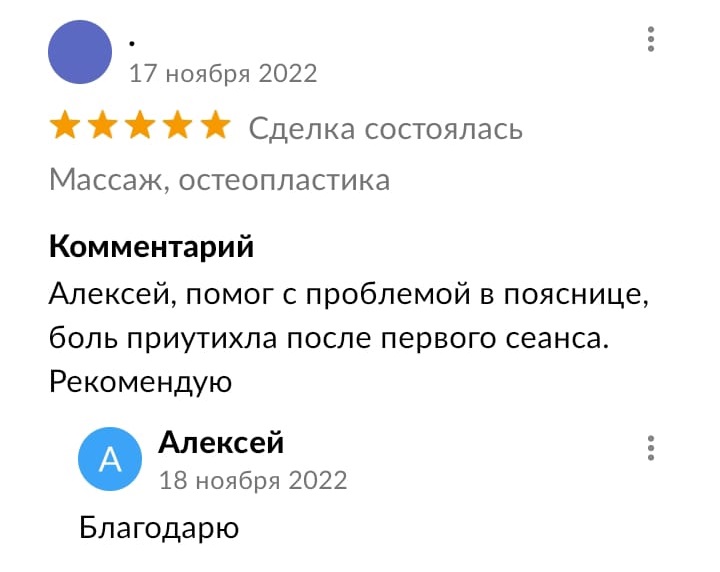 .
17 ноября 2022
Сделка состоялась
Массаж, остеопластика
Комментарий
Алексей, помог с проблемой в пояснице,
боль приутихла после первого сеанса.
Рекомендую
А
Алексей
18 ноября 2022
Благодарю